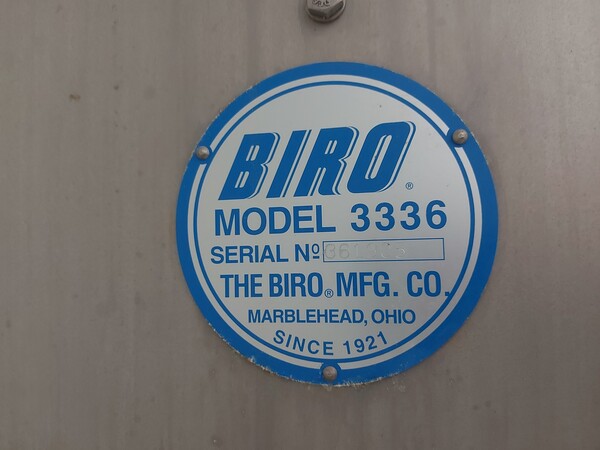 BIRO®
MODEL 3336
SERIAL Nº
THE BIRO® MFG. CO.
MARBLEHEAD, OHIO
SINCE 1921